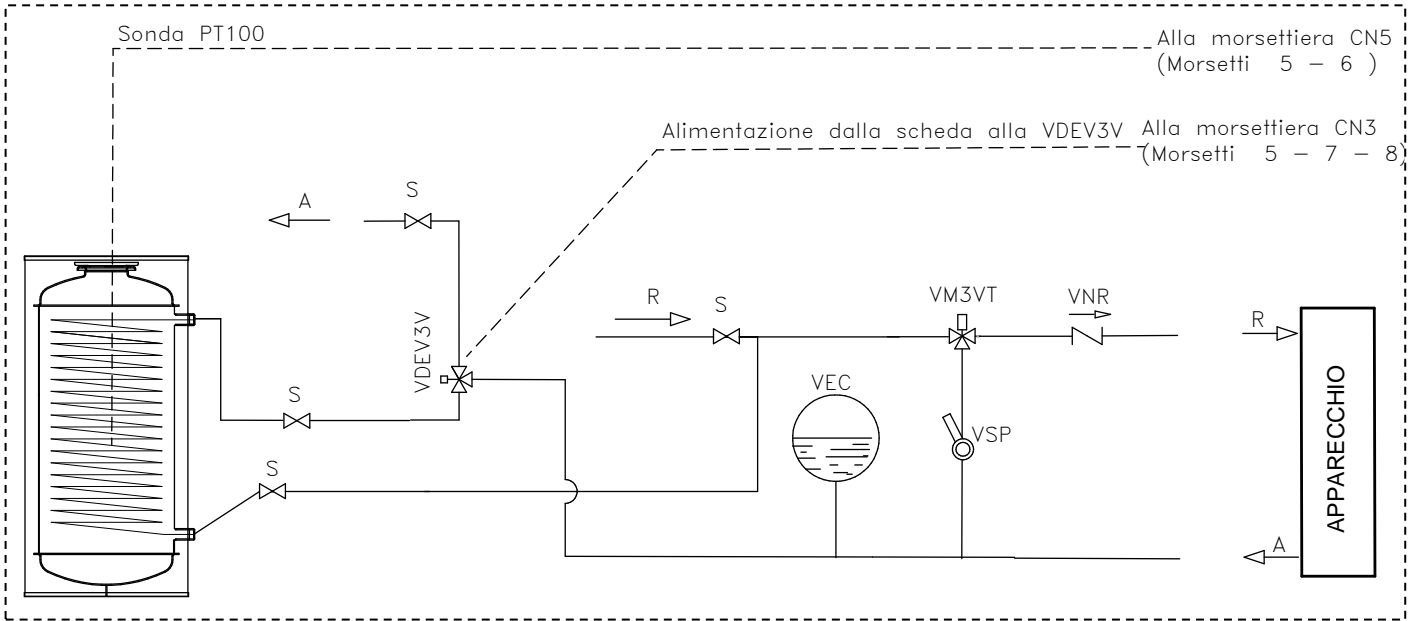 Sonda PT100
Alla morsettiera CN5
(Morsetti 5 - 6 )
Alimentazione dalla scheda alla VDEV3V
Alla morsettiera CN3
(Morsetti 5 - 7 - 8)
A
S
R
S
VM3VT
VNR
R
VDEV3V
S
VEC
VSP
S
APPARECCHIO
A